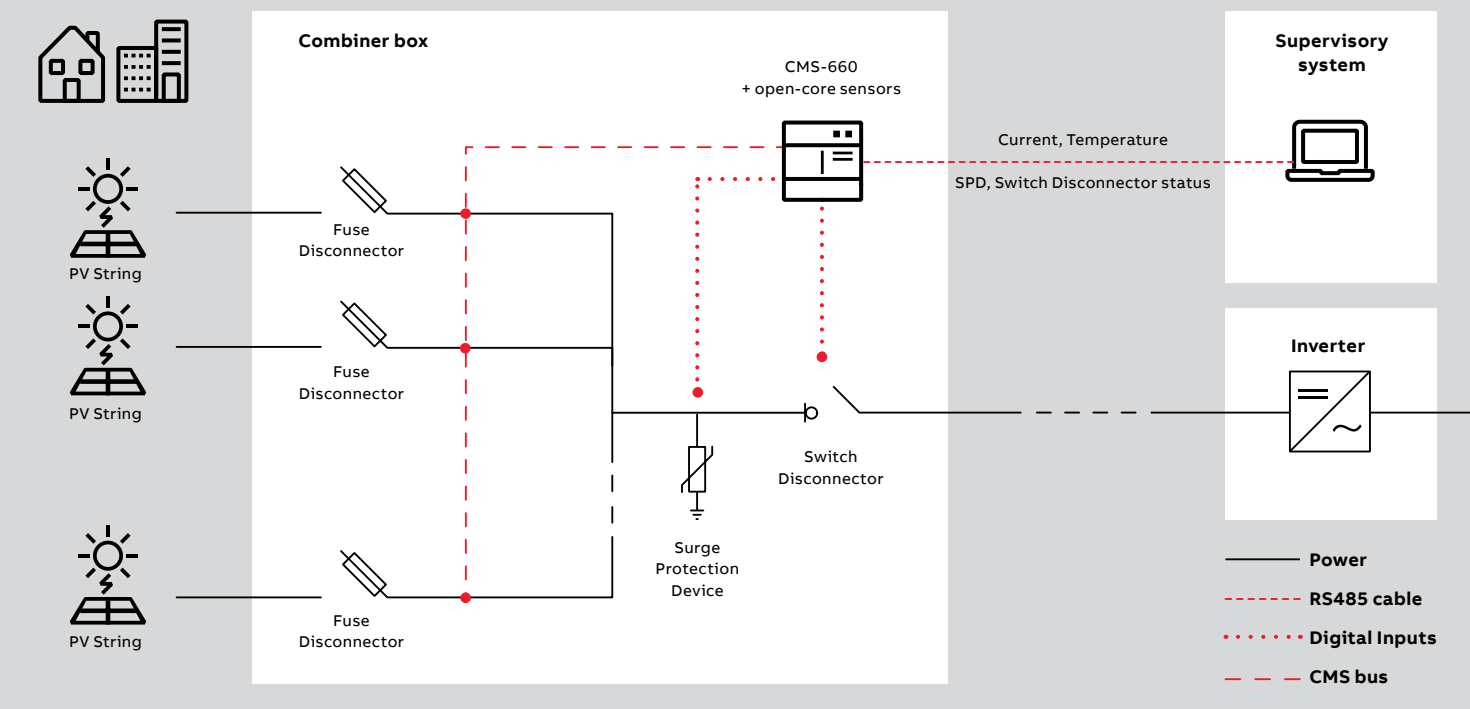 Combiner box
CMS-660
+ open-core sensors
Supervisory
system
Current, Temperature
SPD, Switch Disconnector status
PV String
Fuse
Disconnector
PV String
Fuse
Disconnector
Inverter
Switch
Disconnector
Surge
Protection
Device
PV String
Fuse
Disconnector
Power
RS485 cable
Digital Inputs
CMS bus